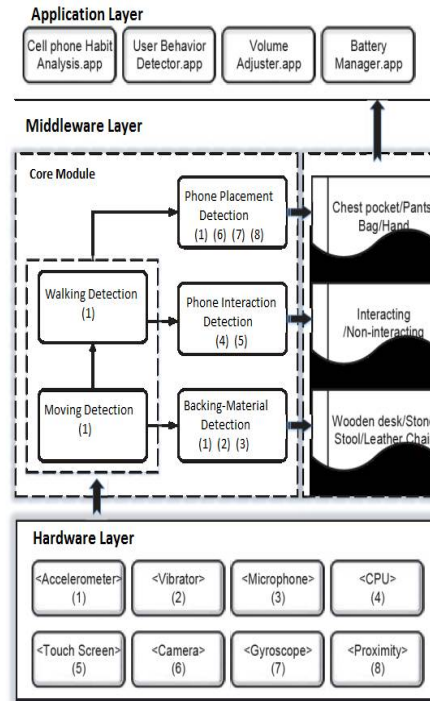 Application Layer
Cell phone Habit
Analysis.app
User Behavior
Detector.app
Volume
Adjuster.app
Battery
Manager.app
Middleware Layer
Core Module
Phone Placement
Detection
(1) (6) (7) (8)
Chest pocket/Pants
Bag/Hand
Walking Detection
(1)
Phone Interaction
Detection
(4) (5)
Interacting
/Non-interacting
Moving Detection
(1)
Backing-Material
Detection
(1) (2) (3)
Wooden desk/Stone
Stool/Leather Chai
Hardware Layer
<Accelerometer>
(1)
<Vibrator>
(2)
<Microphone>
(3)
<CPU>
(4)
<Touch Screen>
(5)
<Camera>
(6)
<Gyroscope>
(7)
<Proximity>
(8)